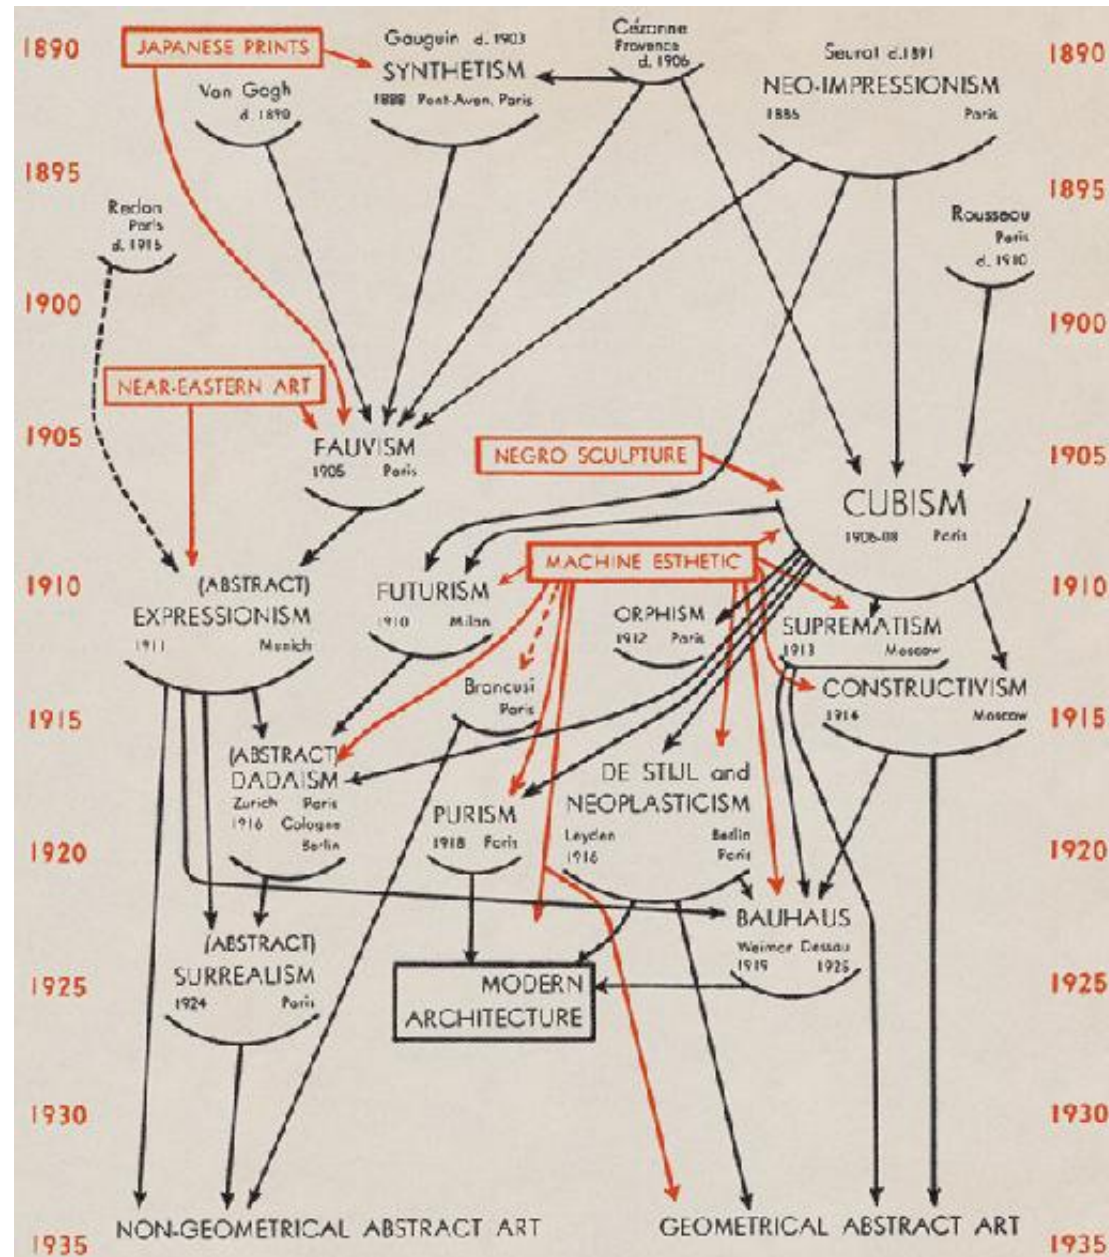 1890
JAPANESE PRINTS
Gauguin d. 1903
SYNTHETISM
1888 Pont-Aven, Paris
Cézanne
Provence
d. 1906
Seurat d. 1891
NEO-IMPRESSIONISM
1886 Paris
1890
Van Gogh
d. 1890
1895
1895
Redon
Paris
d. 1916
Rousseau
Paris
d. 1910
1900
1900
NEAR-EASTERN ART
1905
FAUVISM
1905 Paris
NEGRO SCULPTURE
1905
CUBISM
1906-08 Paris
MACHINE ESTHETIC
1910
(ABSTRACT)
EXPRESSIONISM
1911 Munich
FUTURISM
1910 Milan
ORPHISM
1912 Paris
SUPREMATISM
1913 Moscow
1910
Brancusi
Paris
CONSTRUCTIVISM
1914 Moscow
1915
1915
(ABSTRACT)
DADAISM
Zurich Paris
1916 Cologne
Berlin
PURISM
1918 Paris
DE STIJL and
NEOPLASTICISM
Leyden Berlin
1916 Paris
1920
1920
BAUHAUS
Weimar Dessau
1919 1925
(ABSTRACT)
SURREALISM
1924 Paris
1925
MODERN
ARCHITECTURE
1925
1930
1930
NON-GEOMETRICAL ABSTRACT ART
GEOMETRICAL ABSTRACT ART
1935
1935